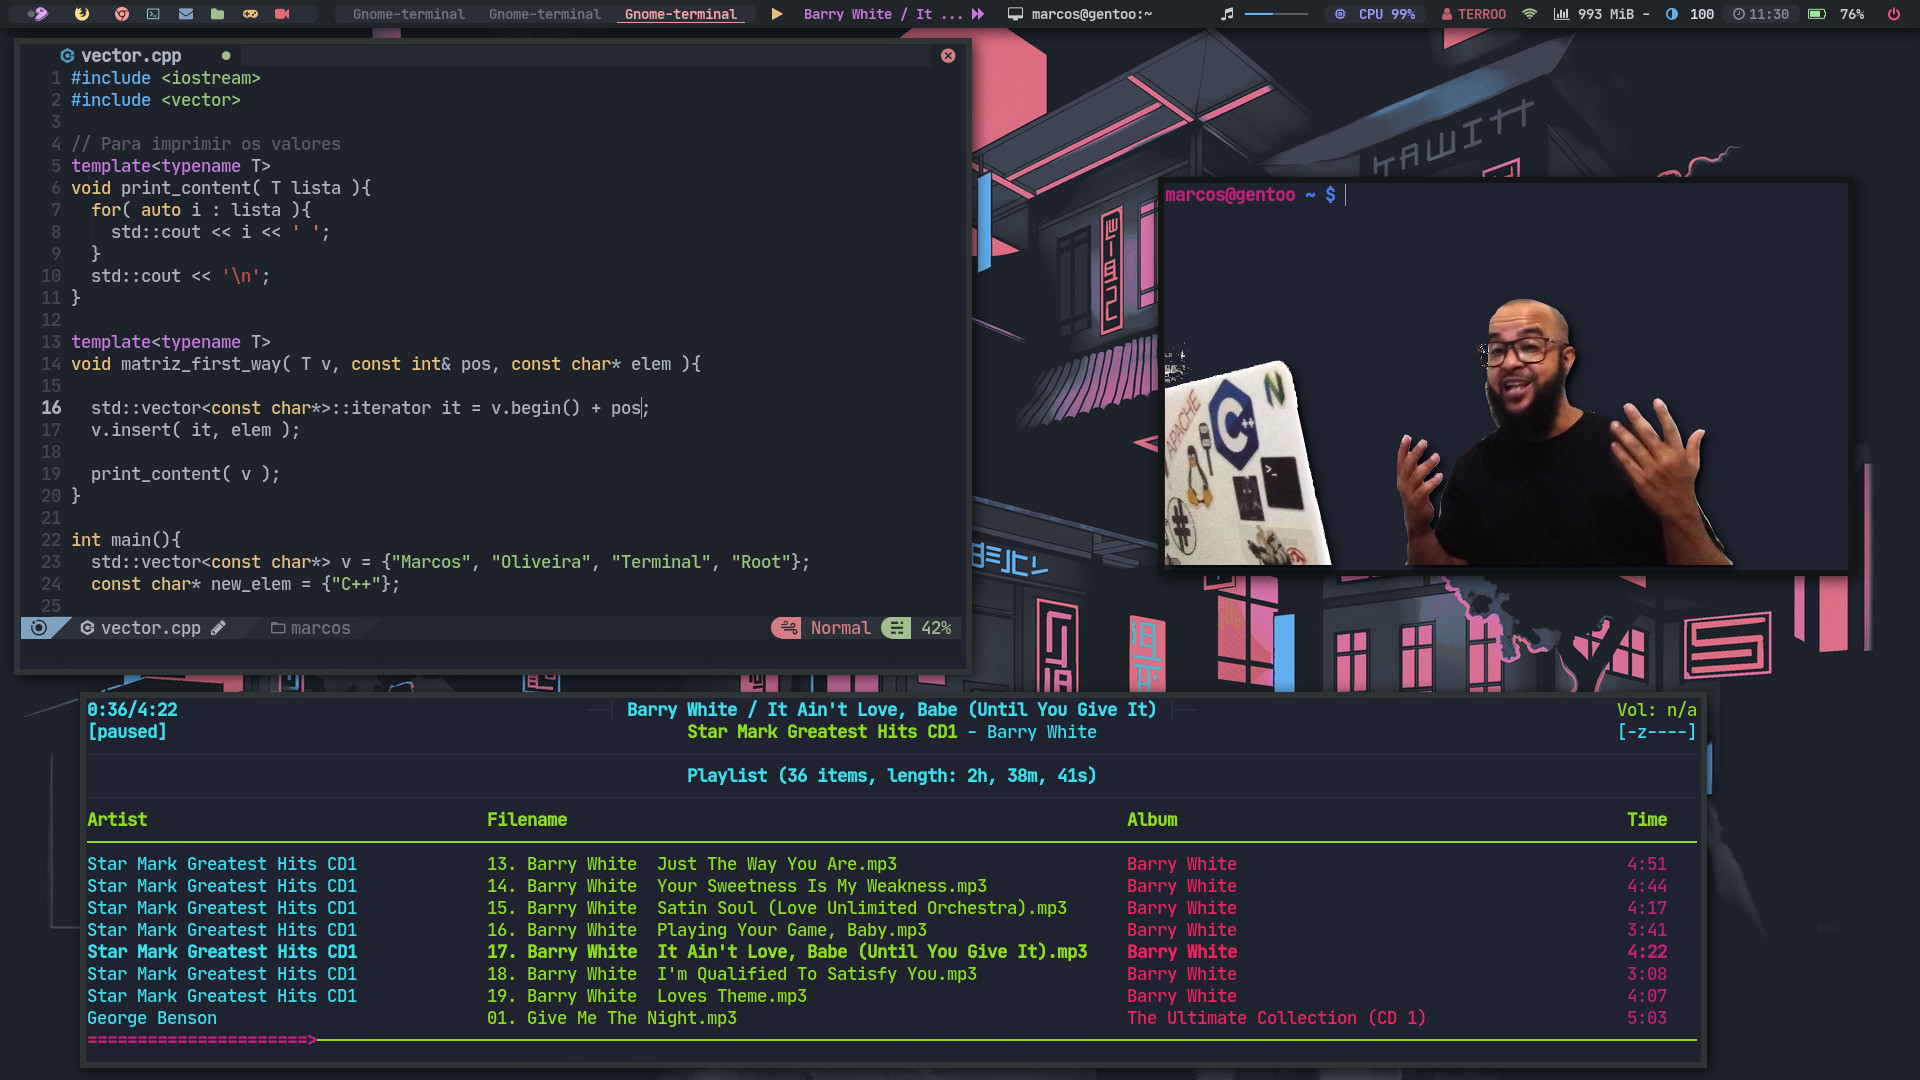 Gnome-terminal Gnome-terminal Gnome-terminal Barry White / It ... marcos@gentoo:~ CPU 99% TERROO 993 MiB - 100 11:30 76%
vector.cpp
1 #include <iostream>
2 #include <vector>
3
4 // Para imprimir os valores
5 template<typename T>
6 void print_content( T lista ){
7 for( auto i : lista ){
8 std::cout << i << ' ';
9 }
10 std::cout << '\n';
11 }
12
13 template<typename T>
14 void matriz_first_way( T v, const int& pos, const char* elem ){
15
16 std::vector<const char*>::iterator it = v.begin() + pos;
17 v.insert( it, elem );
18
19 print_content( v );
20 }
21
22 int main(){
23 std::vector<const char*> v = {"Marcos", "Oliveira", "Terminal", "Root"};
24 const char* new_elem = {"C++"};
25
vector.cpp marcos Normal 42%
marcos@gentoo ~ $
APACHE
C++
N
>_
#
KAWITT
0:36/4:22 Barry White / It Ain't Love, Babe (Until You Give It) Vol: n/a
[paused] Star Mark Greatest Hits CD1 - Barry White [-z----]
Playlist (36 items, length: 2h, 38m, 41s)
Artist Filename Album Time
Star Mark Greatest Hits CD1 13. Barry White Just The Way You Are.mp3 Barry White 4:51
Star Mark Greatest Hits CD1 14. Barry White Your Sweetness Is My Weakness.mp3 Barry White 4:44
Star Mark Greatest Hits CD1 15. Barry White Satin Soul (Love Unlimited Orchestra).mp3 Barry White 4:17
Star Mark Greatest Hits CD1 16. Barry White Playing Your Game, Baby.mp3 Barry White 3:41
Star Mark Greatest Hits CD1 17. Barry White It Ain't Love, Babe (Until You Give It).mp3 Barry White 4:22
Star Mark Greatest Hits CD1 18. Barry White I'm Qualified To Satisfy You.mp3 Barry White 3:08
Star Mark Greatest Hits CD1 19. Barry White Loves Theme.mp3 Barry White 4:07
George Benson 01. Give Me The Night.mp3 The Ultimate Collection (CD 1) 5:03
======================>